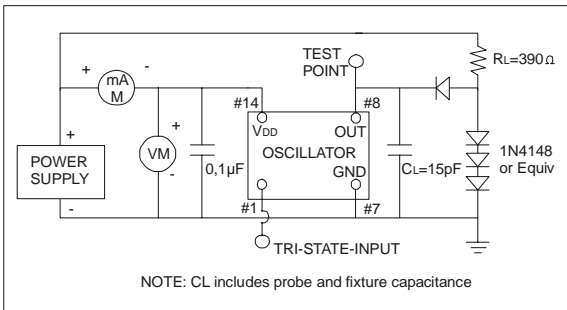 TEST
POINT
RL=390Ω
+ -
mA
M
#14 #8
+
VDD OUT
+
1N4148
or Equiv
VM
OSCILLATOR
POWER
SUPPLY
0,1µF
CL=15pF
GND
-
-
#1 #7
TRI-STATE-INPUT
NOTE: CL includes probe and fixture capacitance